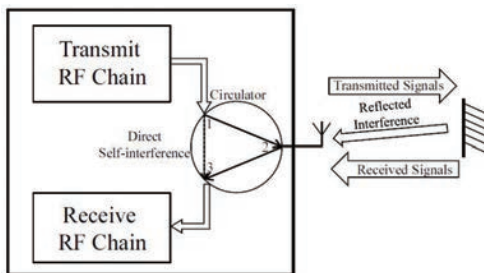 Transmit
RF Chain
Circulator
1
Direct
Self-interference
2
3
Receive
RF Chain
Transmitted Signals
Reflected
Interference
Received Signals